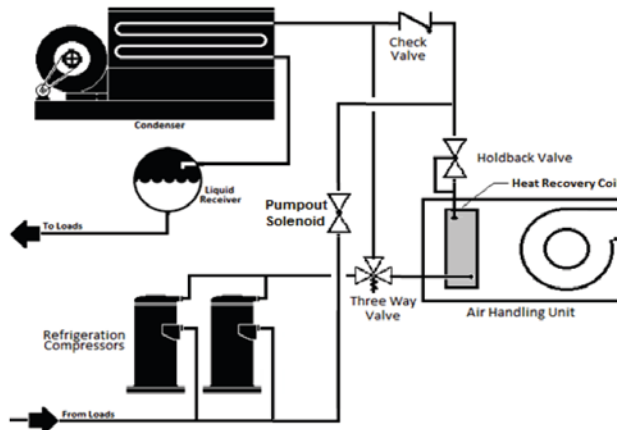 Check
Valve
Condenser
Holdback Valve
Heat Recovery Coil
Liquid
Receiver
Pumpout
Solenoid
To Loads
Three Way
Valve
Air Handling Unit
Refrigeration
Compressors
From Loads